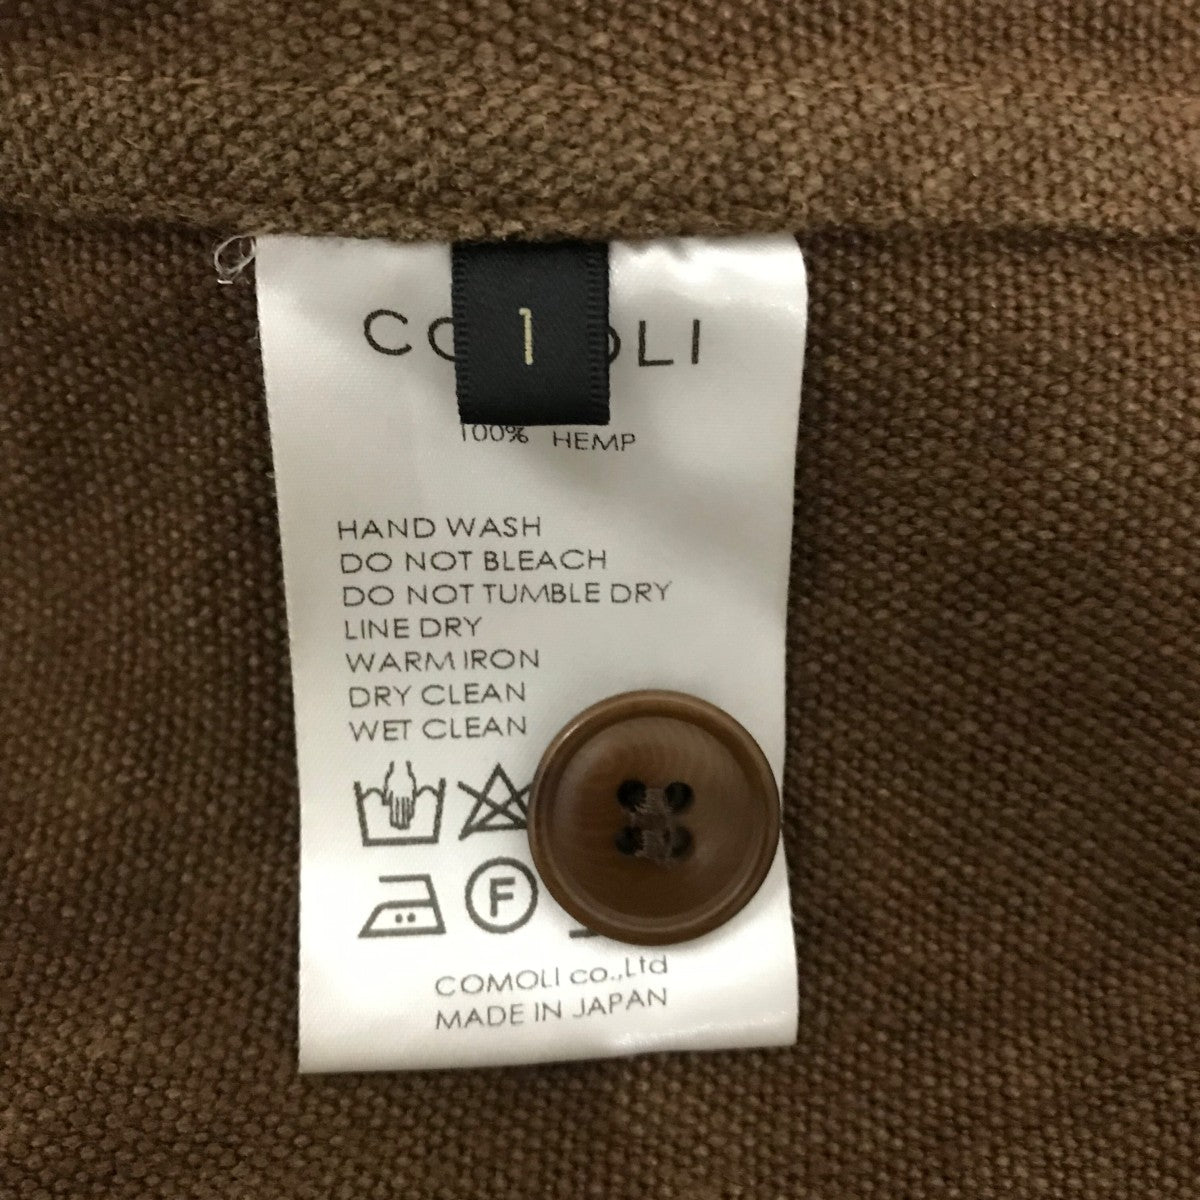 1
100% HEMP
HAND WASH
DO NOT BLEACH
DO NOT TUMBLE DRY
LINE DRY
WARM IRON
DRY CLEAN
WET CLEAN
F
COMOLI co.,Ltd
MADE IN JAPAN